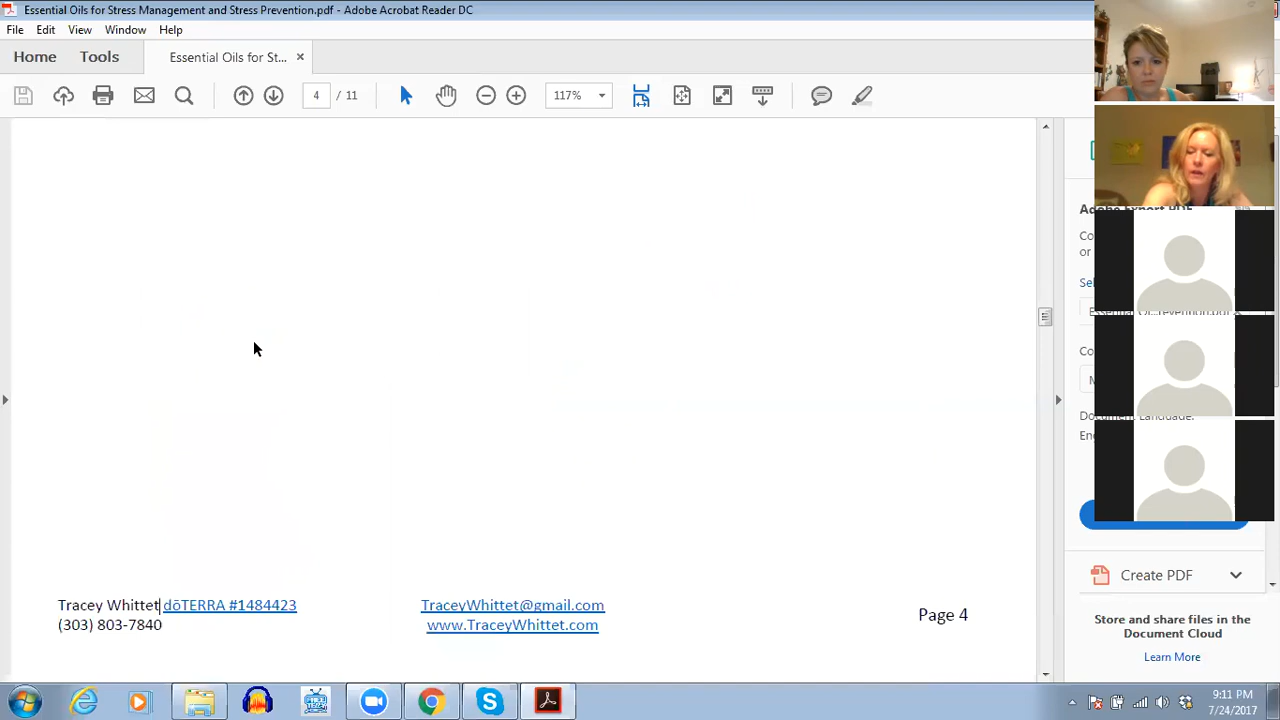 Essential Oils for Stress Management and Stress Prevention.pdf - Adobe Acrobat Reader DC
File Edit View Window Help
Home Tools Essential Oils for St... ×
4 / 11 117%
Adobe Export PDF
Learn More
Create PDF
Store and share files in the
Document Cloud
Tracey Whittet dōTERRA #1484423 TraceyWhittet@gmail.com Page 4
(303) 803-7840 www.TraceyWhittet.com
9:11 PM
7/24/2017